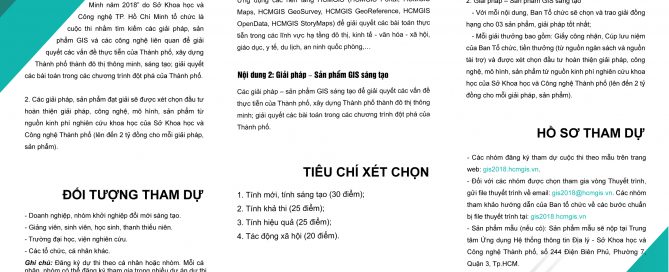 Minh năm 2018" do Sở Khoa học và
Công nghệ TP. Hồ Chí Minh tổ chức là
cuộc thi nhằm tìm kiếm các giải pháp, sản
phẩm GIS và các công nghệ liên quan để giải
quyết các vấn đề thực tiễn của Thành phố, xây dựng
Thành phố thành đô thị thông minh, sáng tạo; giải quyết
các bài toán trong các chương trình đột phá của Thành phố.
2. Các giải pháp, sản phẩm đạt giải sẽ được xét chọn đầu tư
hoàn thiện giải pháp, công nghệ, mô hình, sản phẩm từ
nguồn kinh phí nghiên cứu khoa học của Sở Khoa học và
Công nghệ Thành phố (lên đến 2 tỷ đồng cho mỗi giải pháp,
sản phẩm).
ĐỐI TƯỢNG THAM DỰ
- Doanh nghiệp, nhóm khởi nghiệp đổi mới sáng tạo.
- Giảng viên, sinh viên, học sinh, thanh thiếu niên.
- Trường đại học, viện nghiên cứu.
- Các tổ chức, cá nhân khác.
Ghi chú: Đăng ký dự thi theo cá nhân hoặc nhóm. Mỗi cá
nhân, nhóm có thể đăng ký tham gia trong nhiều dự án dự thi
Maps, HCMGIS GeoSurvey, HCMGIS GeoReference, HCMGIS
OpenData, HCMGIS StoryMaps) để giải quyết các bài toán thực
tiễn trong các lĩnh vực hạ tầng đô thị, kinh tế - văn hóa - xã hội,
giáo dục, y tế, du lịch, an ninh quốc phòng,…
Nội dung 2: Giải pháp – Sản phẩm GIS sáng tạo
Các giải pháp – sản phẩm GIS sáng tạo để giải quyết các vấn đề
thực tiễn của Thành phố, xây dựng Thành phố thành đô thị thông
minh; giải quyết các bài toán trong các chương trình đột phá của
Thành phố.
TIÊU CHÍ XÉT CHỌN
1. Tính mới, tính sáng tạo (30 điểm);
2. Tính khả thi (25 điểm);
3. Tính hiệu quả (25 điểm);
4. Tác động xã hội (20 điểm).
2. Giải pháp – Sản phẩm GIS sáng tạo
- Với mỗi nội dung, Ban Tổ chức sẽ chọn và trao giải đồng
hạng cho 03 sản phẩm, giải pháp tốt nhất;
- Mỗi giải thưởng bao gồm: Giấy chứng nhận, Cúp lưu niệm
của Ban Tổ chức, tiền thưởng (từ nguồn ngân sách và nguồn
tài trợ) và được xét chọn đầu tư hoàn thiện giải pháp, công
nghệ, mô hình, sản phẩm từ nguồn kinh phí nghiên cứu khoa
học của Sở Khoa học và Công nghệ Thành phố (lên đến 2 tỷ
đồng cho mỗi giải pháp, sản phẩm).
HỒ SƠ THAM DỰ
- Các nhóm đăng ký tham dự cuộc thi theo mẫu trên trang
web: gis2018.hcmgis.vn.
- Đối với các nhóm được chọn tham gia vòng Thuyết trình,
gửi file thuyết trình về email: gis2018@hcmgis.vn. Các nhóm
tham khảo hướng dẫn của Ban tổ chức về các bước chuẩn
bị file thuyết trình tại: gis2018.hcmgis.vn
- Sản phẩm mẫu (nếu có): Sản phẩm mẫu sẽ nộp tại Trung
tâm Ứng dụng Hệ thống thông tin Địa lý - Sở Khoa học và
Công nghệ Thành phố, số 244 Điện Biên Phủ, Phường 7,
Quận 3, Tp.HCM.